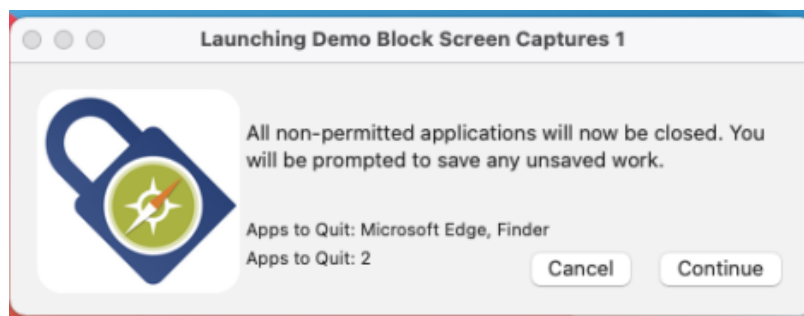 Launching Demo Block Screen Captures 1
All non-permitted applications will now be closed. You
will be prompted to save any unsaved work.
Apps to Quit: Microsoft Edge, Finder
Apps to Quit: 2
Cancel
Continue